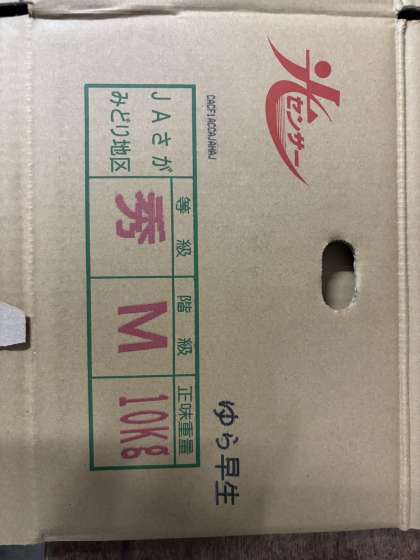 光センサー
CACF1ACCAJAHAJ
JAさが
みどり地区
等級
秀
階級
M
正味重量
10KG
ゆら早生